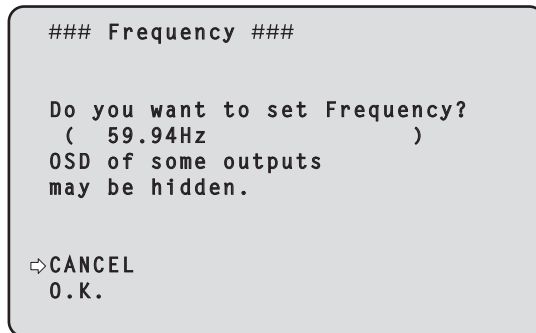 ### Frequency ###
Do you want to set Frequency?
( 59.94Hz )
OSD of some outputs
may be hidden.
⇨CANCEL
O.K.